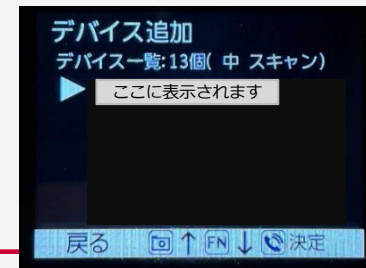 デバイス追加
デバイス一覧:13個( 中 スキャン)
ここに表示されます
戻る ↑ FN ↓ 決定